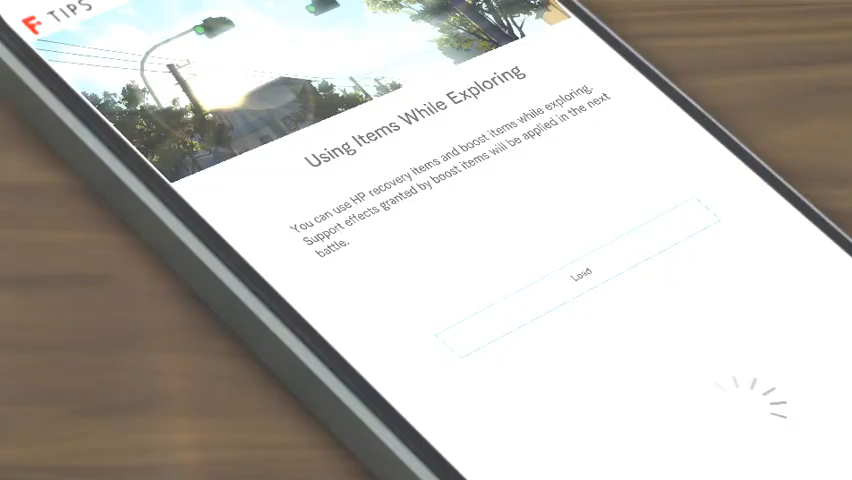 TIPS
Using Items While Exploring
You can use HP recovery items and boost items while exploring.
Support effects granted by boost items will be applied in the next
battle.
Load